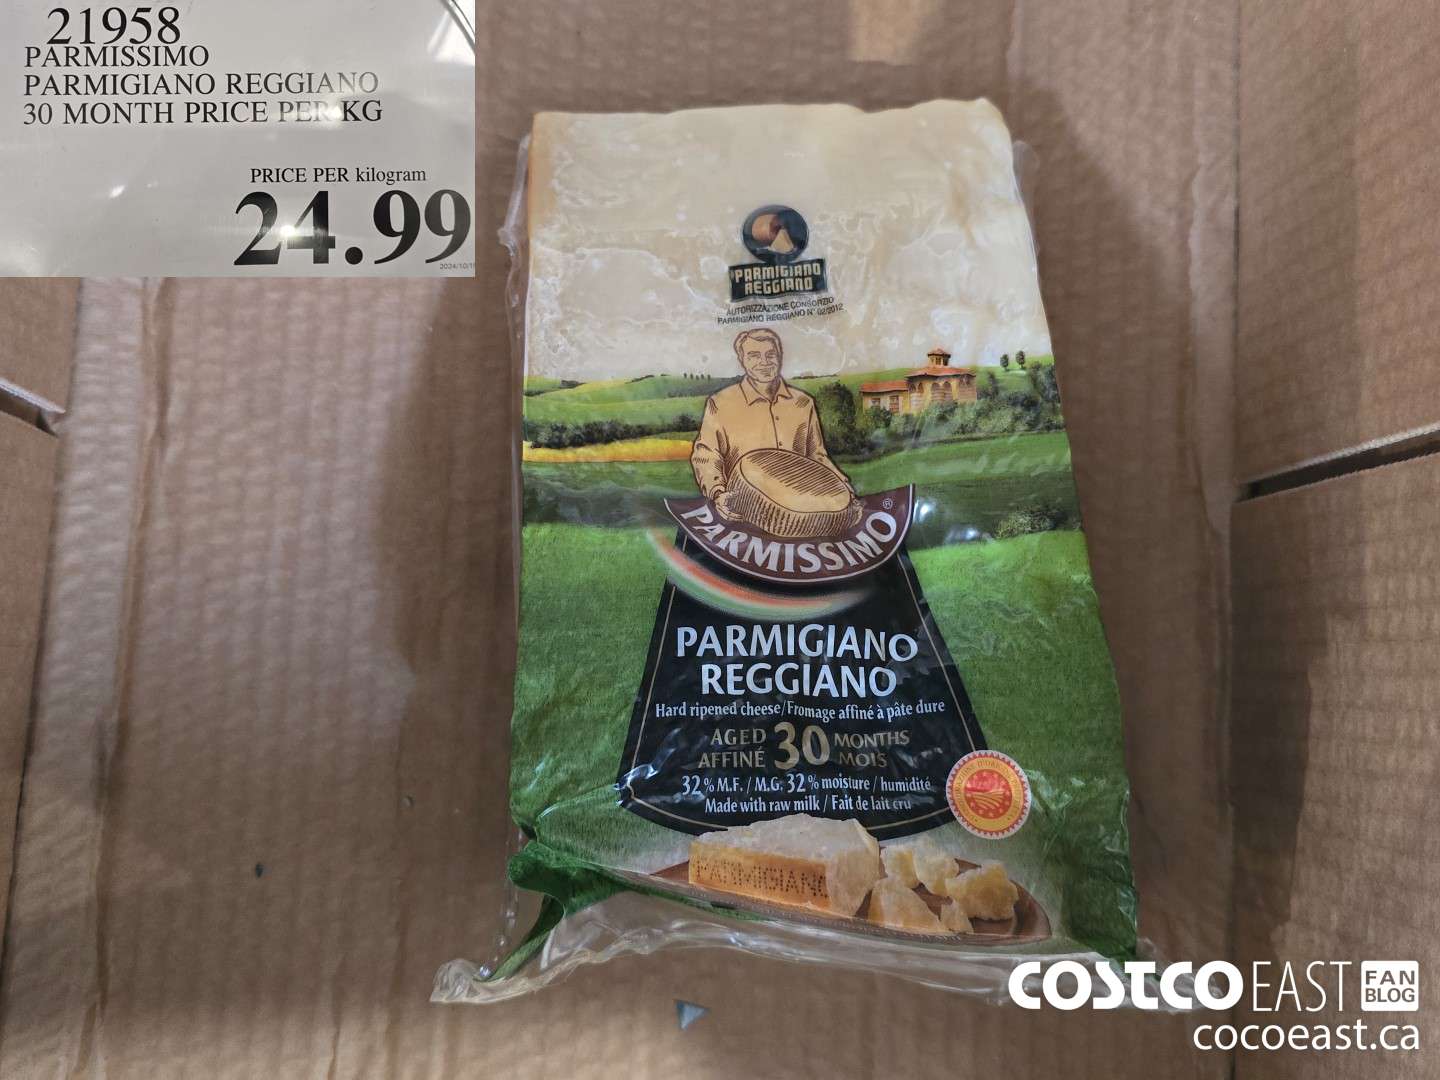 21958
PARMISSIMO
PARMIGIANO REGGIANO
30 MONTH PRICE PER KG
PRICE PER kilogram
24.99
PARMIGIANO
REGGIANO
AUTORIZZAZIONE CONSORZIO
PARMIGIANO REGGIANO N° 02/2012
PARMISSIMO®
PARMIGIANO
REGGIANO
Hard ripened cheese/Fromage affiné à pâte dure
AGED 30 MONTHS
AFFINÉ MOIS
32% M.F. / M.G. 32% moisture / humidité
Made with raw milk / Fait de lait cru
PARMIGIANO
COSTCO EAST FAN
BLOG
cocoeast.ca